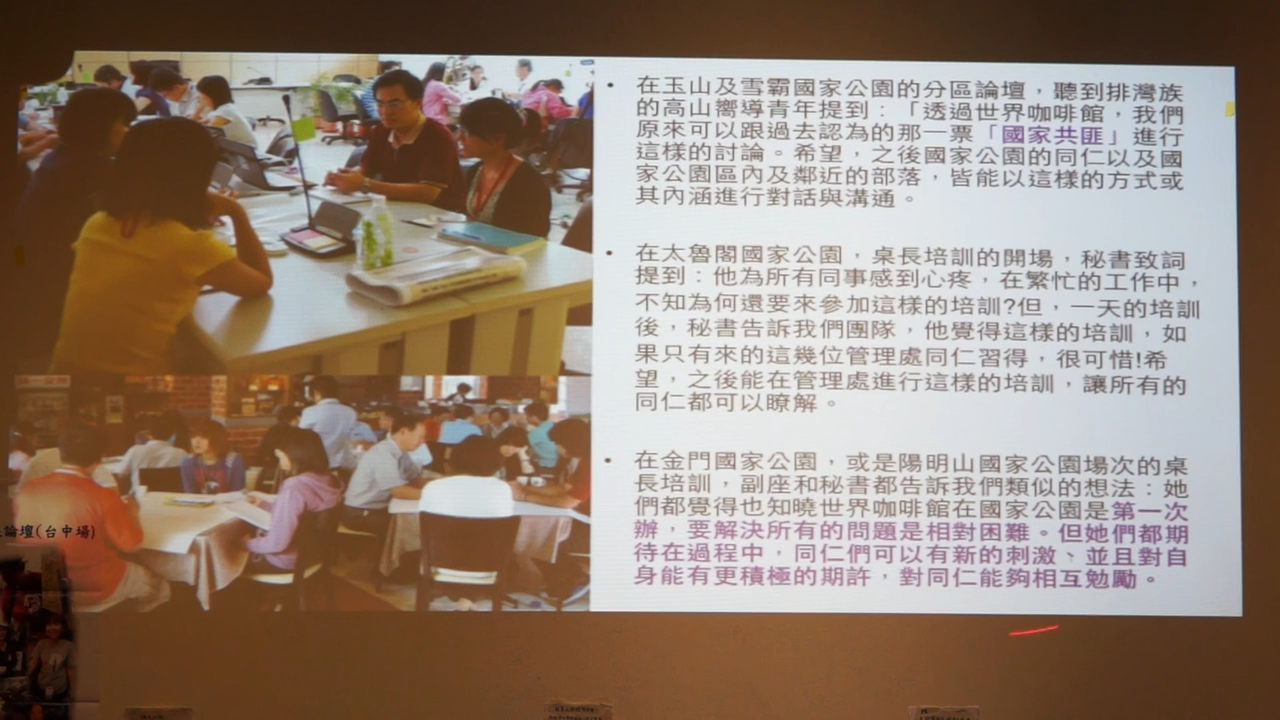 • 在玉山及雪霸國家公園的分區論壇，聽到排灣族
的高山嚮導青年提到：「透過世界咖啡館，我們
原來可以跟過去認為的那一票「國家共匪」進行
這樣的討論。希望，之後國家公園的同仁以及國
家公園區內及鄰近的部落，皆能以這樣的方式或
其內涵進行對話與溝通。
• 在太魯閣國家公園，桌長培訓的開場，秘書致詞
提到：他為所有同事感到心疼，在繁忙的工作中，
不知為何還要來參加這樣的培訓?但，一天的培訓
後，秘書告訴我們團隊，他覺得這樣的培訓，如
果只有來的這幾位管理處同仁習得，很可惜!希
望，之後能在管理處進行這樣的培訓，讓所有的
同仁都可以瞭解。
• 在金門國家公園，或是陽明山國家公園場次的桌
長培訓，副座和秘書都告訴我們類似的想法：她
們都覺得也知曉世界咖啡館在國家公園是第一次
辦，要解決所有的問題是相對困難。但她們都期
待在過程中，同仁們可以有新的刺激、並且對自
身能有更積極的期許，對同仁能夠相互勉勵。
論壇(台中場)